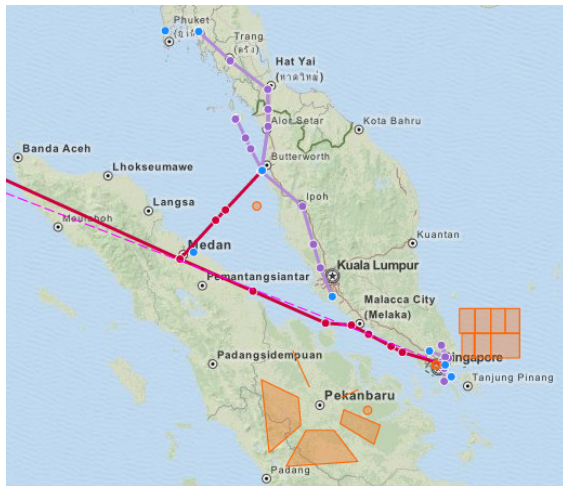 Phuket
Trang
(ตรัง)
Hat Yai
(หาดใหญ่)
Alor Setar
Kota Bahru
Banda Aceh
Butterworth
Lhokseumawe
Langsa
Ipoh
Meulaboh
Medan
Kuantan
Kuala Lumpur
Pemantangsiantar
Malacca City
(Melaka)
Padangsidempuan
Singapore
Tanjung Pinang
Pekanbaru
Padang